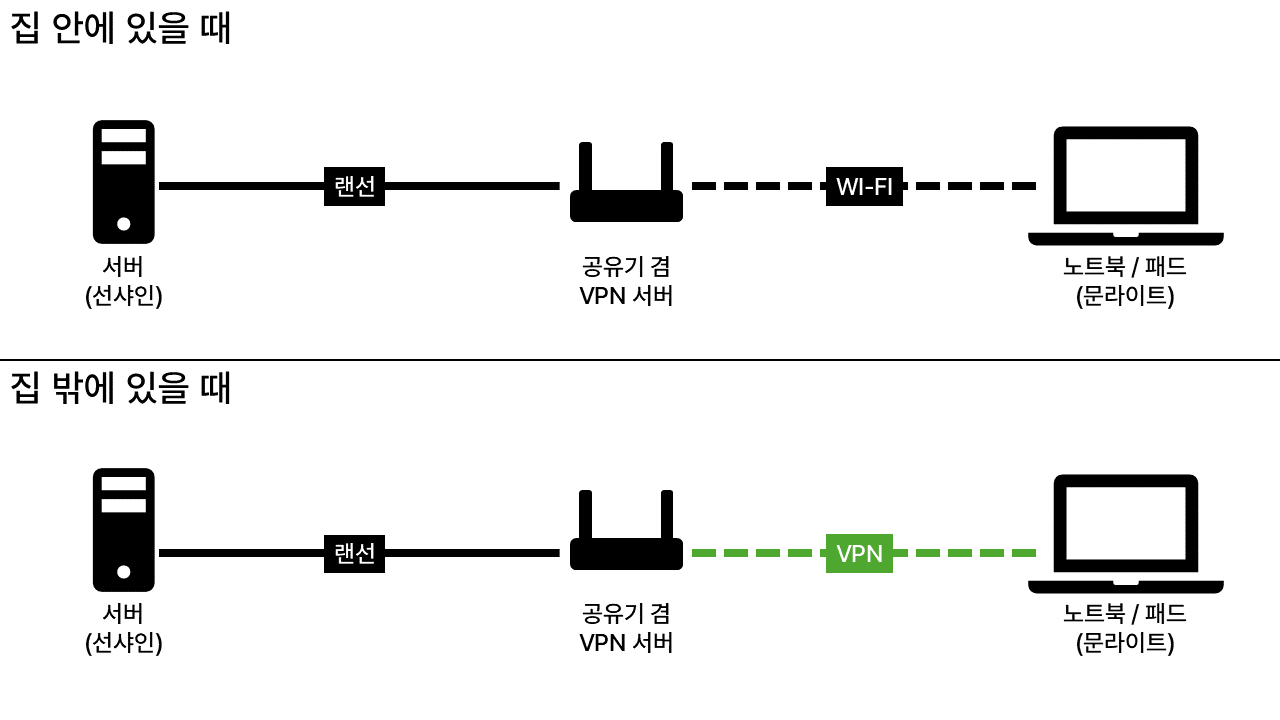 집 안에 있을 때
랜선
WI-FI
서버
(선샤인)
공유기 겸
VPN 서버
노트북 / 패드
(문라이트)
집 밖에 있을 때
랜선
VPN
서버
(선샤인)
공유기 겸
VPN 서버
노트북 / 패드
(문라이트)